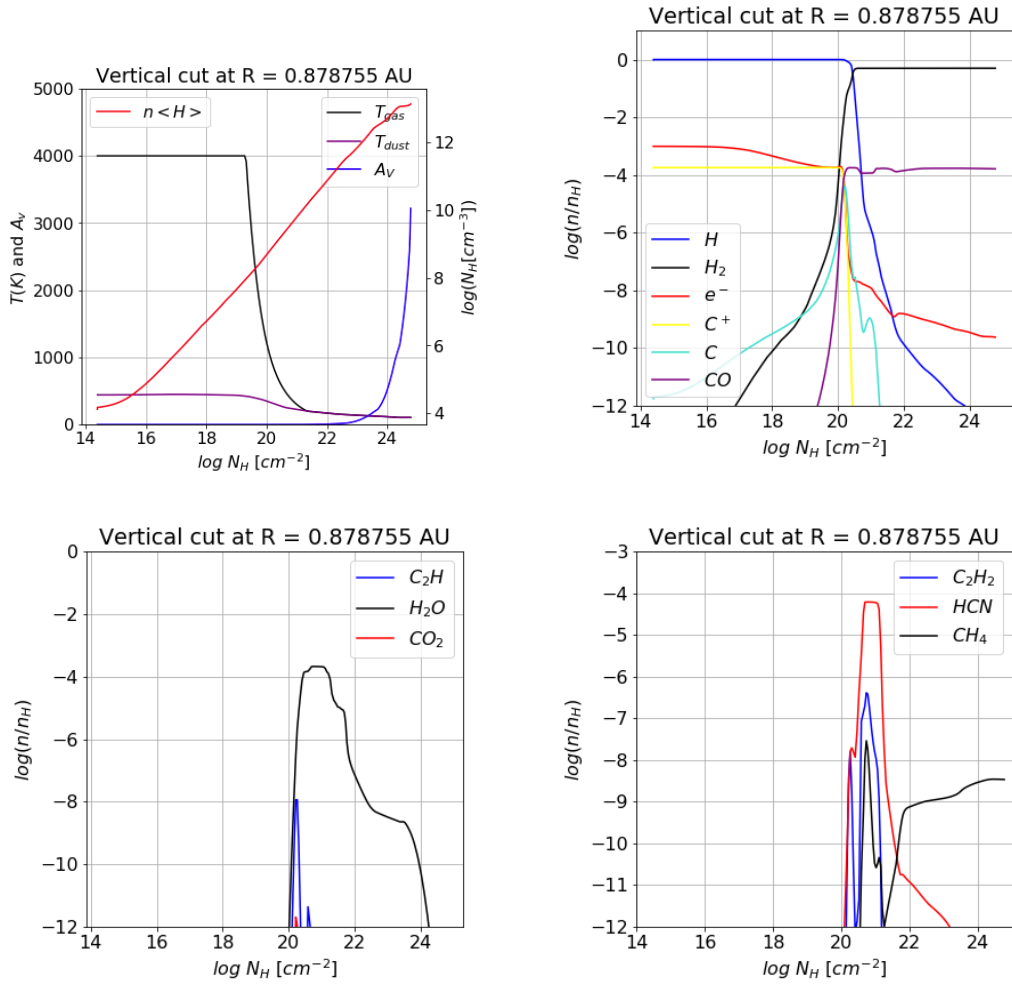 Vertical cut at R = 0.878755 AU
5000
4000
3000
2000
1000
0
T(K) and A_v
n<H>
T_gas
T_dust
A_V
12
10
8
6
4
log(N_H[cm^{-3}])
14 16 18 20 22 24
log N_H [cm^{-2}]
Vertical cut at R = 0.878755 AU
0
−2
−4
−6
−8
−10
−12
log(n/n_H)
H
H_2
e^-
C^+
C
CO
14 16 18 20 22 24
log N_H [cm^{-2}]
Vertical cut at R = 0.878755 AU
0
−2
−4
−6
−8
−10
−12
log(n/n_H)
C_2H
H_2O
CO_2
14 16 18 20 22 24
log N_H [cm^{-2}]
Vertical cut at R = 0.878755 AU
−3
−4
−5
−6
−7
−8
−9
−10
−11
−12
log(n/n_H)
C_2H_2
HCN
CH_4
14 16 18 20 22 24
log N_H [cm^{-2}]